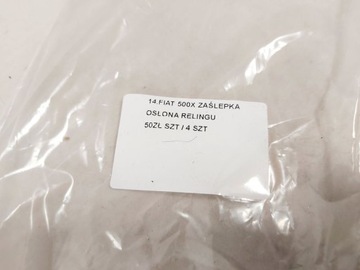 14.FIAT 500X ZAŚLEPKA
OSŁONA RELINGU
50ZŁ SZT / 4 SZT